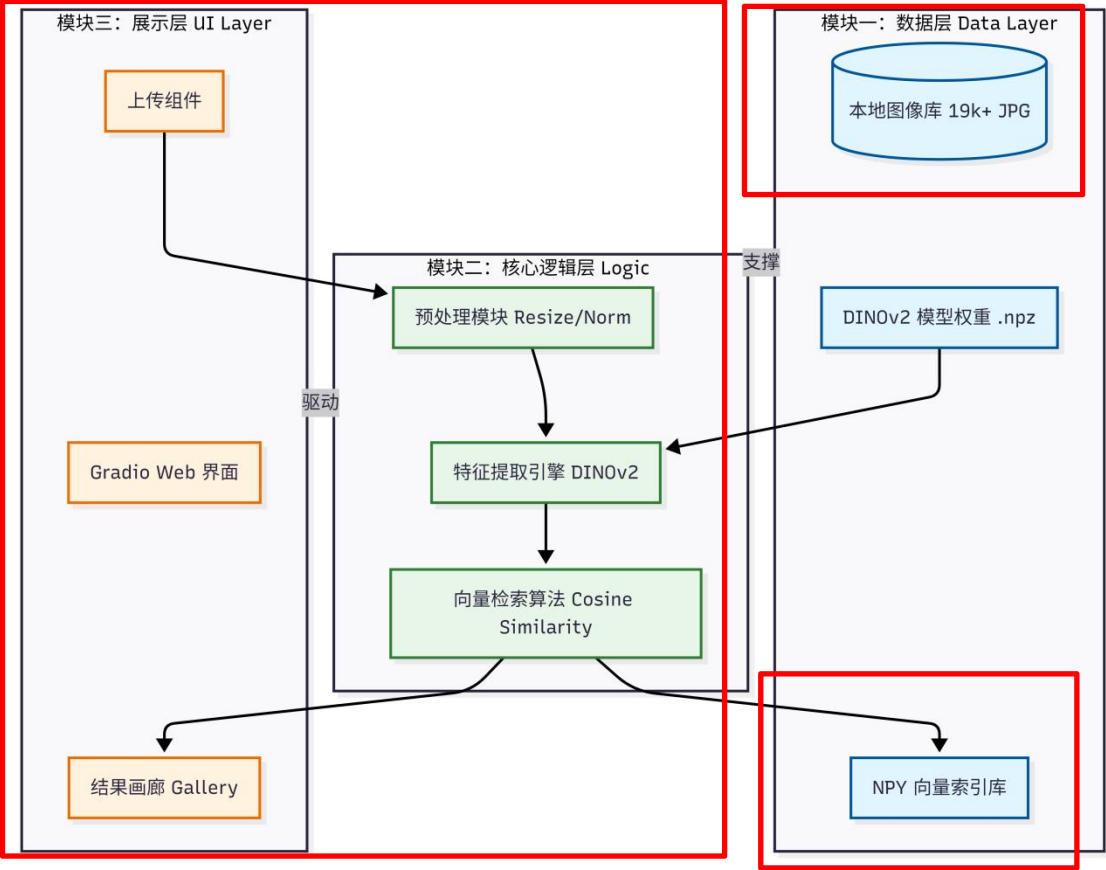 模块三：展示层 UI Layer
上传组件
Gradio Web 界面
结果画廊 Gallery
驱动
模块二：核心逻辑层 Logic
预处理模块 Resize/Norm
特征提取引擎 DINOv2
向量检索算法 Cosine
Similarity
支撑
模块一：数据层 Data Layer
本地图像库 19k+ JPG
DINOv2 模型权重 .npz
NPY 向量索引库